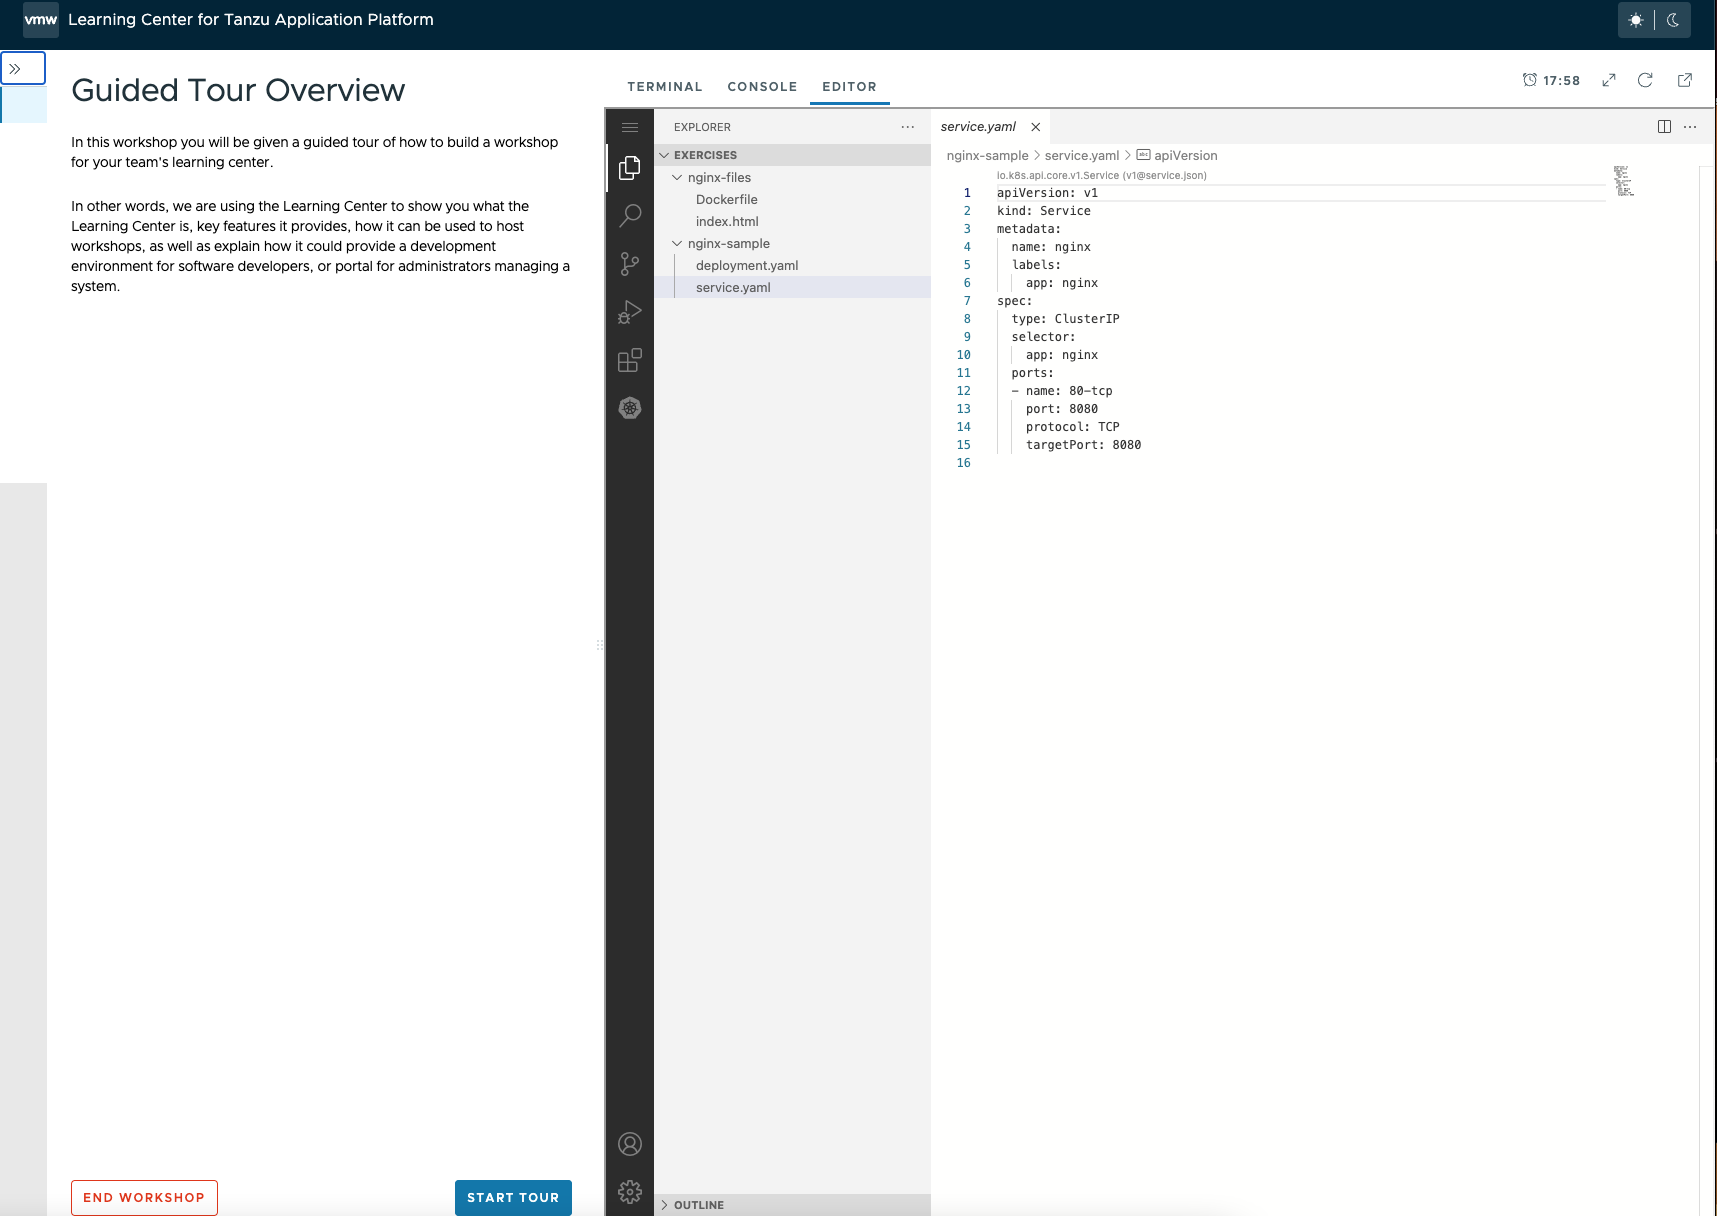 vmw Learning Center for Tanzu Application Platform
Guided Tour Overview
In this workshop you will be given a guided tour of how to build a workshop
for your team's learning center.
In other words, we are using the Learning Center to show you what the
Learning Center is, key features it provides, how it can be used to host
workshops, as well as explain how it could provide a development
environment for software developers, or portal for administrators managing a
system.
END WORKSHOP
START TOUR
TERMINAL CONSOLE EDITOR
17:58
EXPLORER
EXERCISES
nginx-files
Dockerfile
index.html
nginx-sample
deployment.yaml
service.yaml
OUTLINE
service.yaml
nginx-sample > service.yaml > abc apiVersion
io.k8s.api.core.v1.Service (v1@service.json)
1 apiVersion: v1
2 kind: Service
3 metadata:
4 name: nginx
5 labels:
6 app: nginx
7 spec:
8 type: ClusterIP
9 selector:
10 app: nginx
11 ports:
12 - name: 80-tcp
13 port: 8080
14 protocol: TCP
15 targetPort: 8080
16